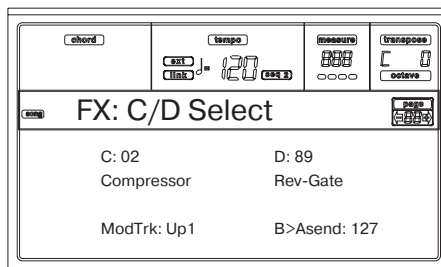 chord
tempo
measure
transpose
ext
link
♩= 120
seq 2
888
C 0
octave
song
FX: C/D Select
page
88
C: 02
D: 89
Compressor
Rev-Gate
ModTrk: Up1
B>Asend: 127